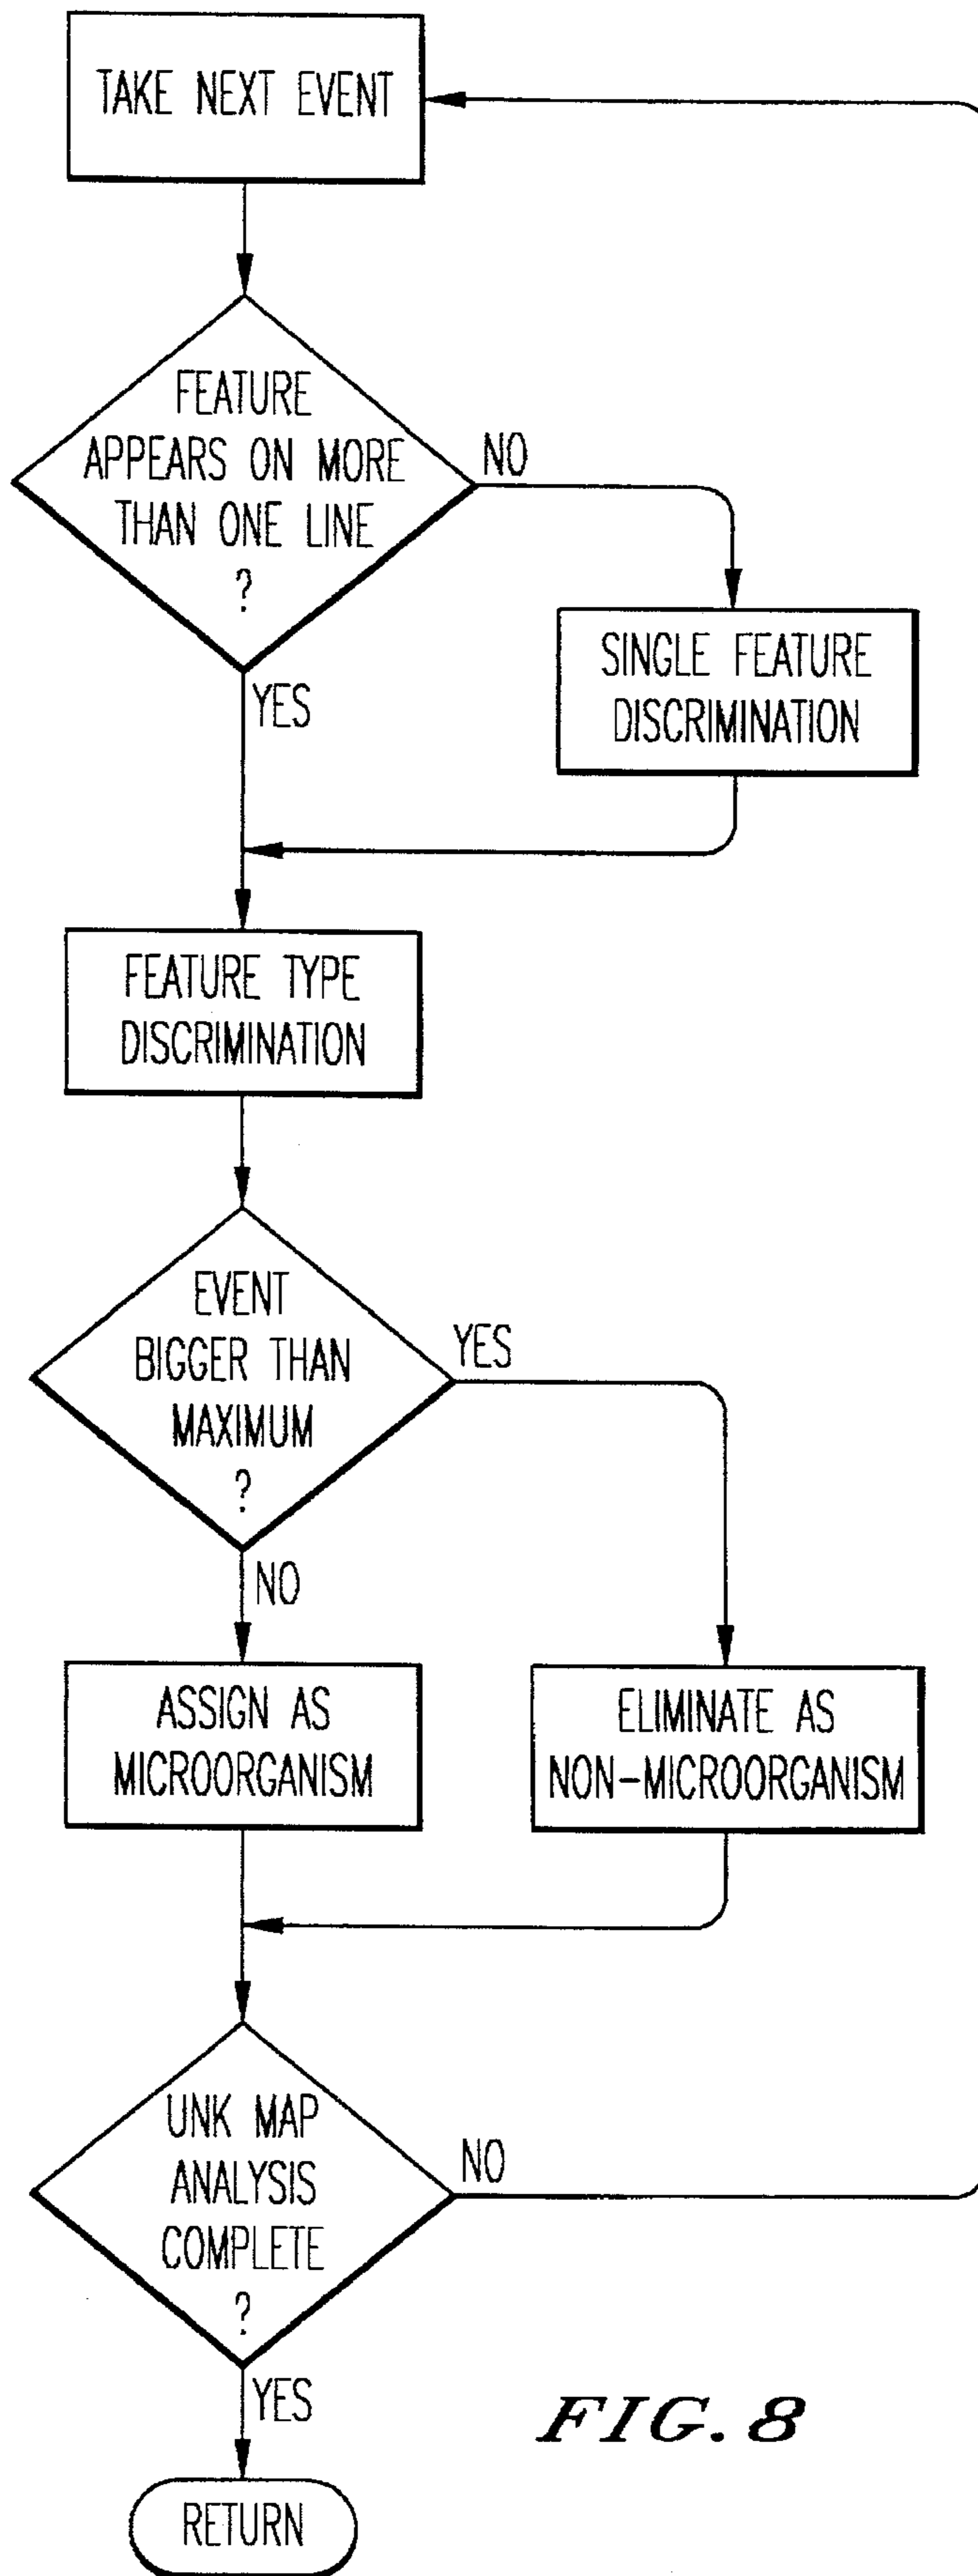 TAKE NEXT EVENT
FEATURE
APPEARS ON MORE
THAN ONE LINE
?
NO
YES
SINGLE FEATURE
DISCRIMINATION
FEATURE TYPE
DISCRIMINATION
EVENT
BIGGER THAN
MAXIMUM
?
YES
NO
ASSIGN AS
MICROORGANISM
ELIMINATE AS
NON-MICROORGANISM
UNK MAP
ANALYSIS
COMPLETE
?
NO
YES
RETURN
FIG. 8